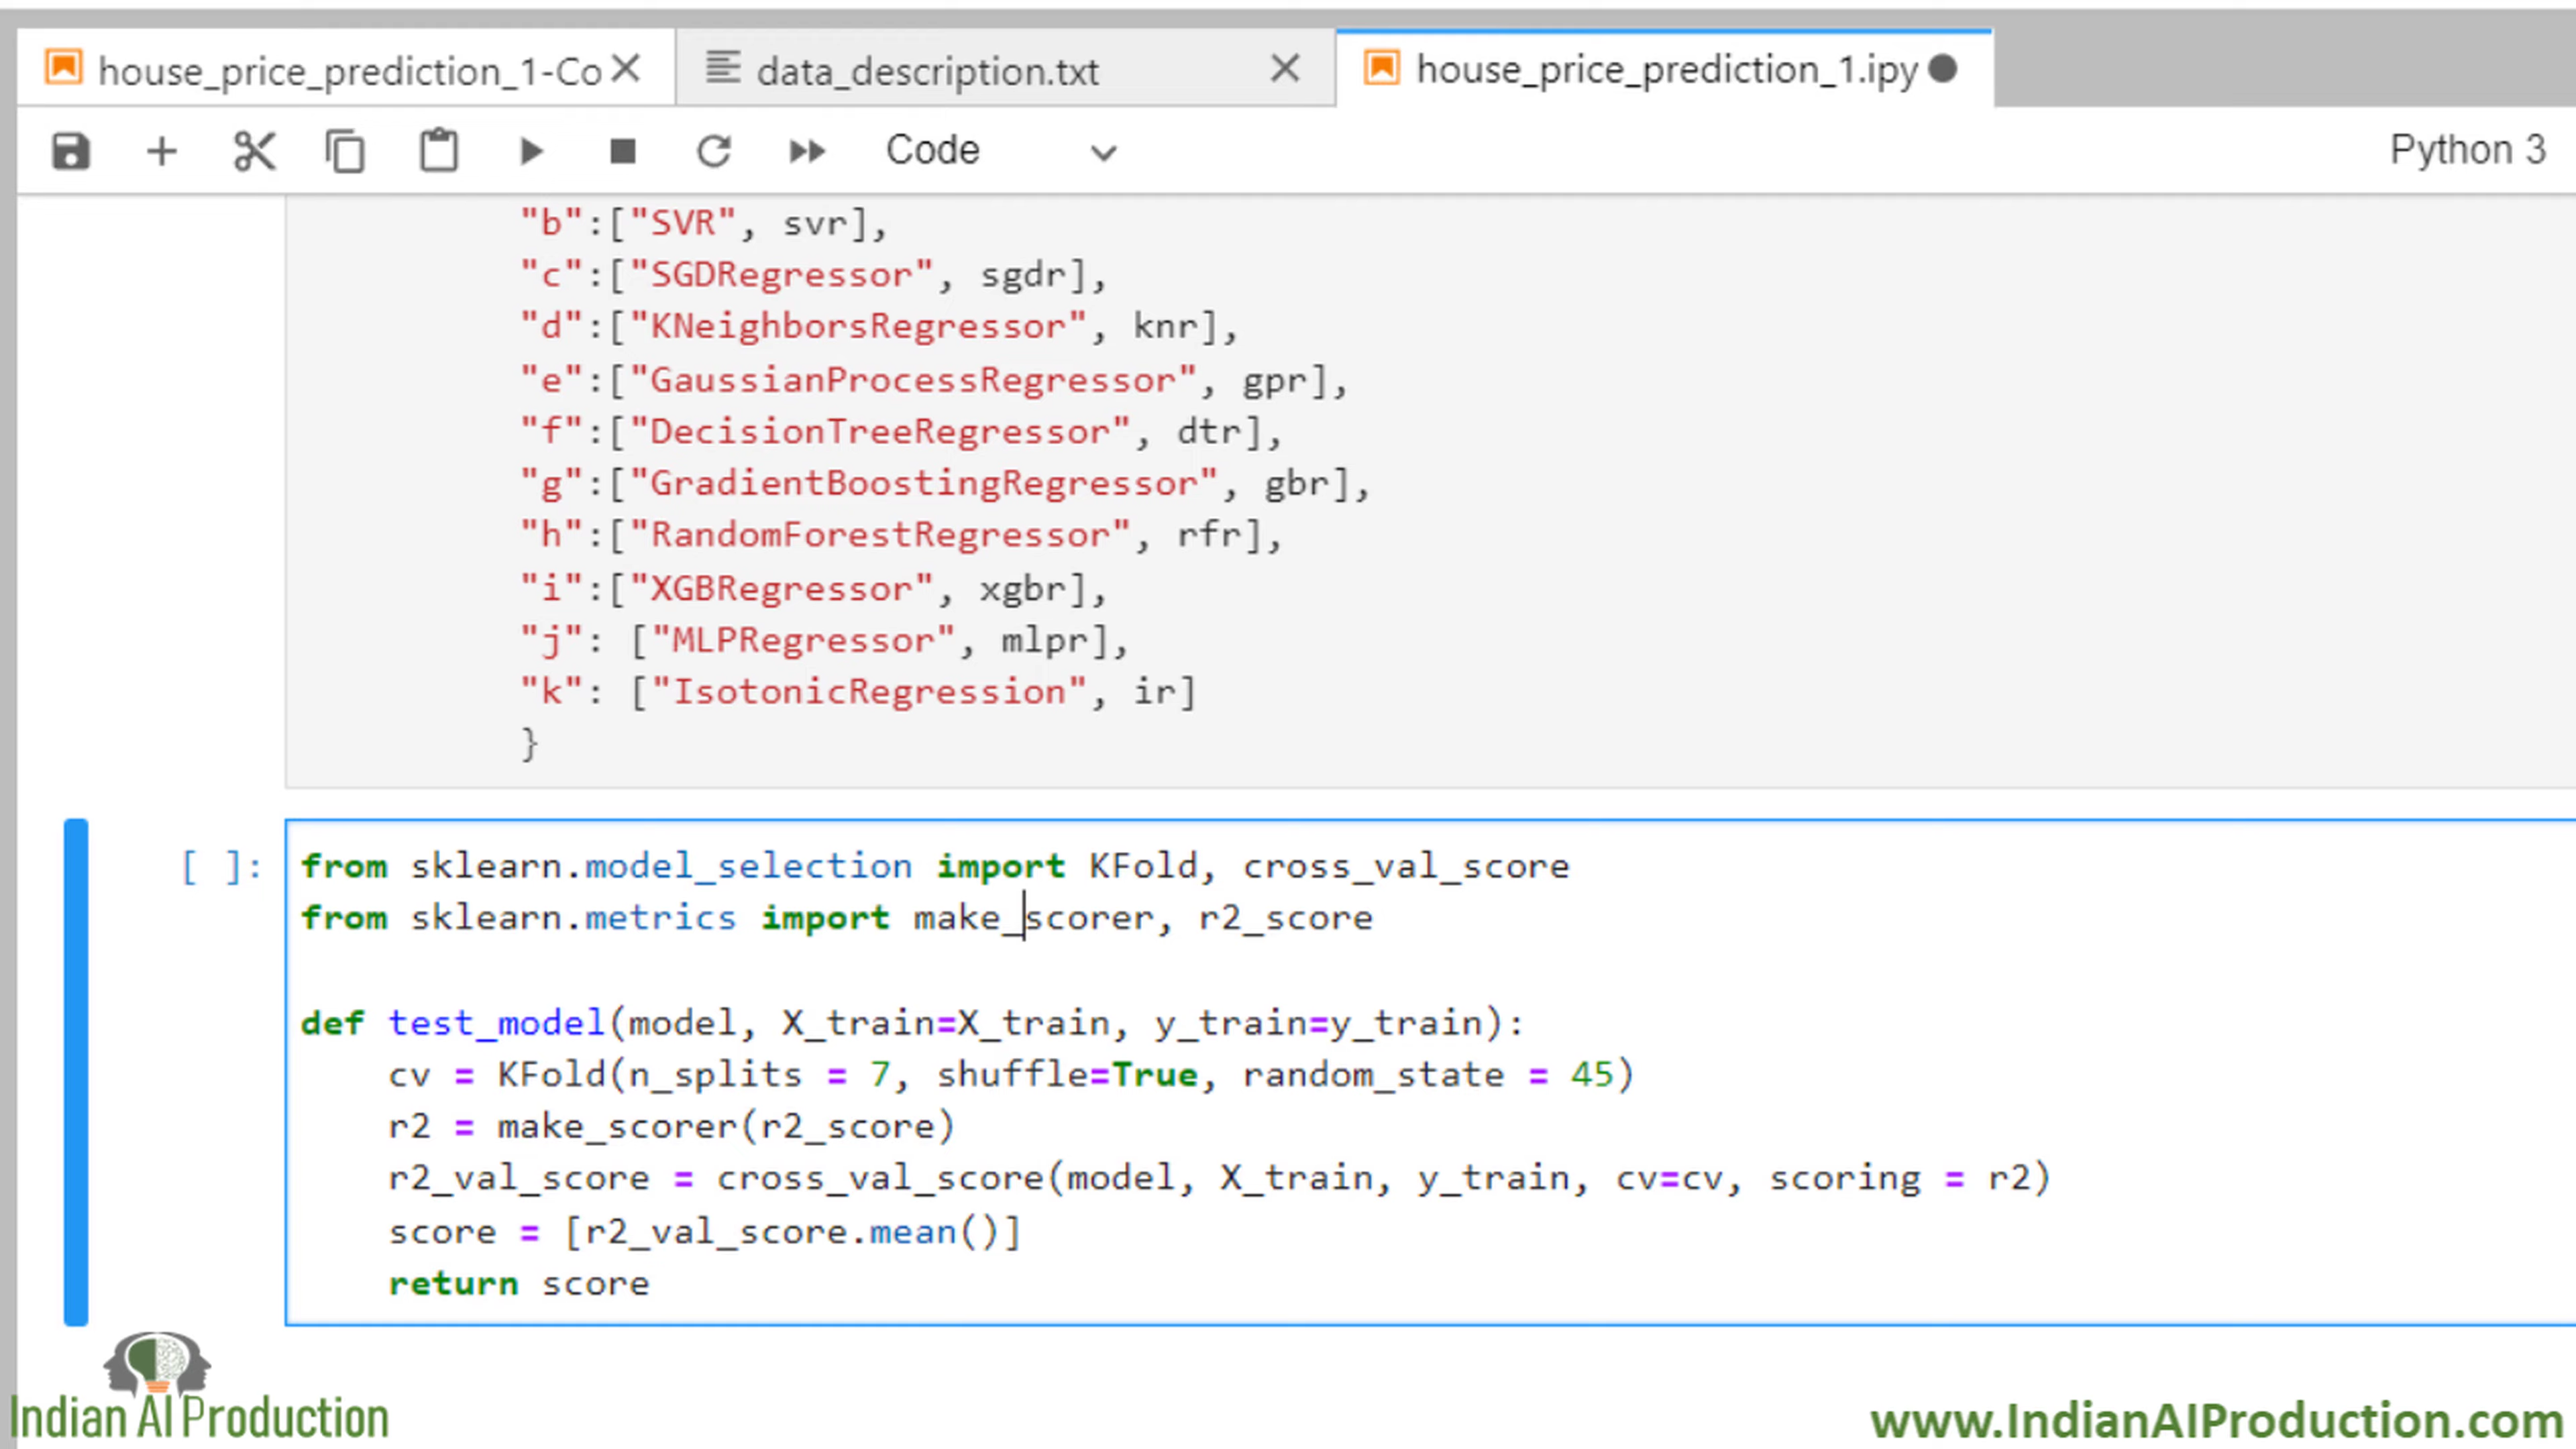 house_price_prediction_1-Co
data_description.txt
house_price_prediction_1.ipy
Code
Python 3
"b":["SVR", svr],
"c":["SGDRegressor", sgdr],
"d":["KNeighborsRegressor", knr],
"e":["GaussianProcessRegressor", gpr],
"f":["DecisionTreeRegressor", dtr],
"g":["GradientBoostingRegressor", gbr],
"h":["RandomForestRegressor", rfr],
"i":["XGBRegressor", xgbr],
"j": ["MLPRegressor", mlpr],
"k": ["IsotonicRegression", ir]
}
[ ]:
from sklearn.model_selection import KFold, cross_val_score
from sklearn.metrics import make_scorer, r2_score
def test_model(model, X_train=X_train, y_train=y_train):
cv = KFold(n_splits = 7, shuffle=True, random_state = 45)
r2 = make_scorer(r2_score)
r2_val_score = cross_val_score(model, X_train, y_train, cv=cv, scoring = r2)
score = [r2_val_score.mean()]
return score
Indian AI Production
www.IndianAIProduction.com